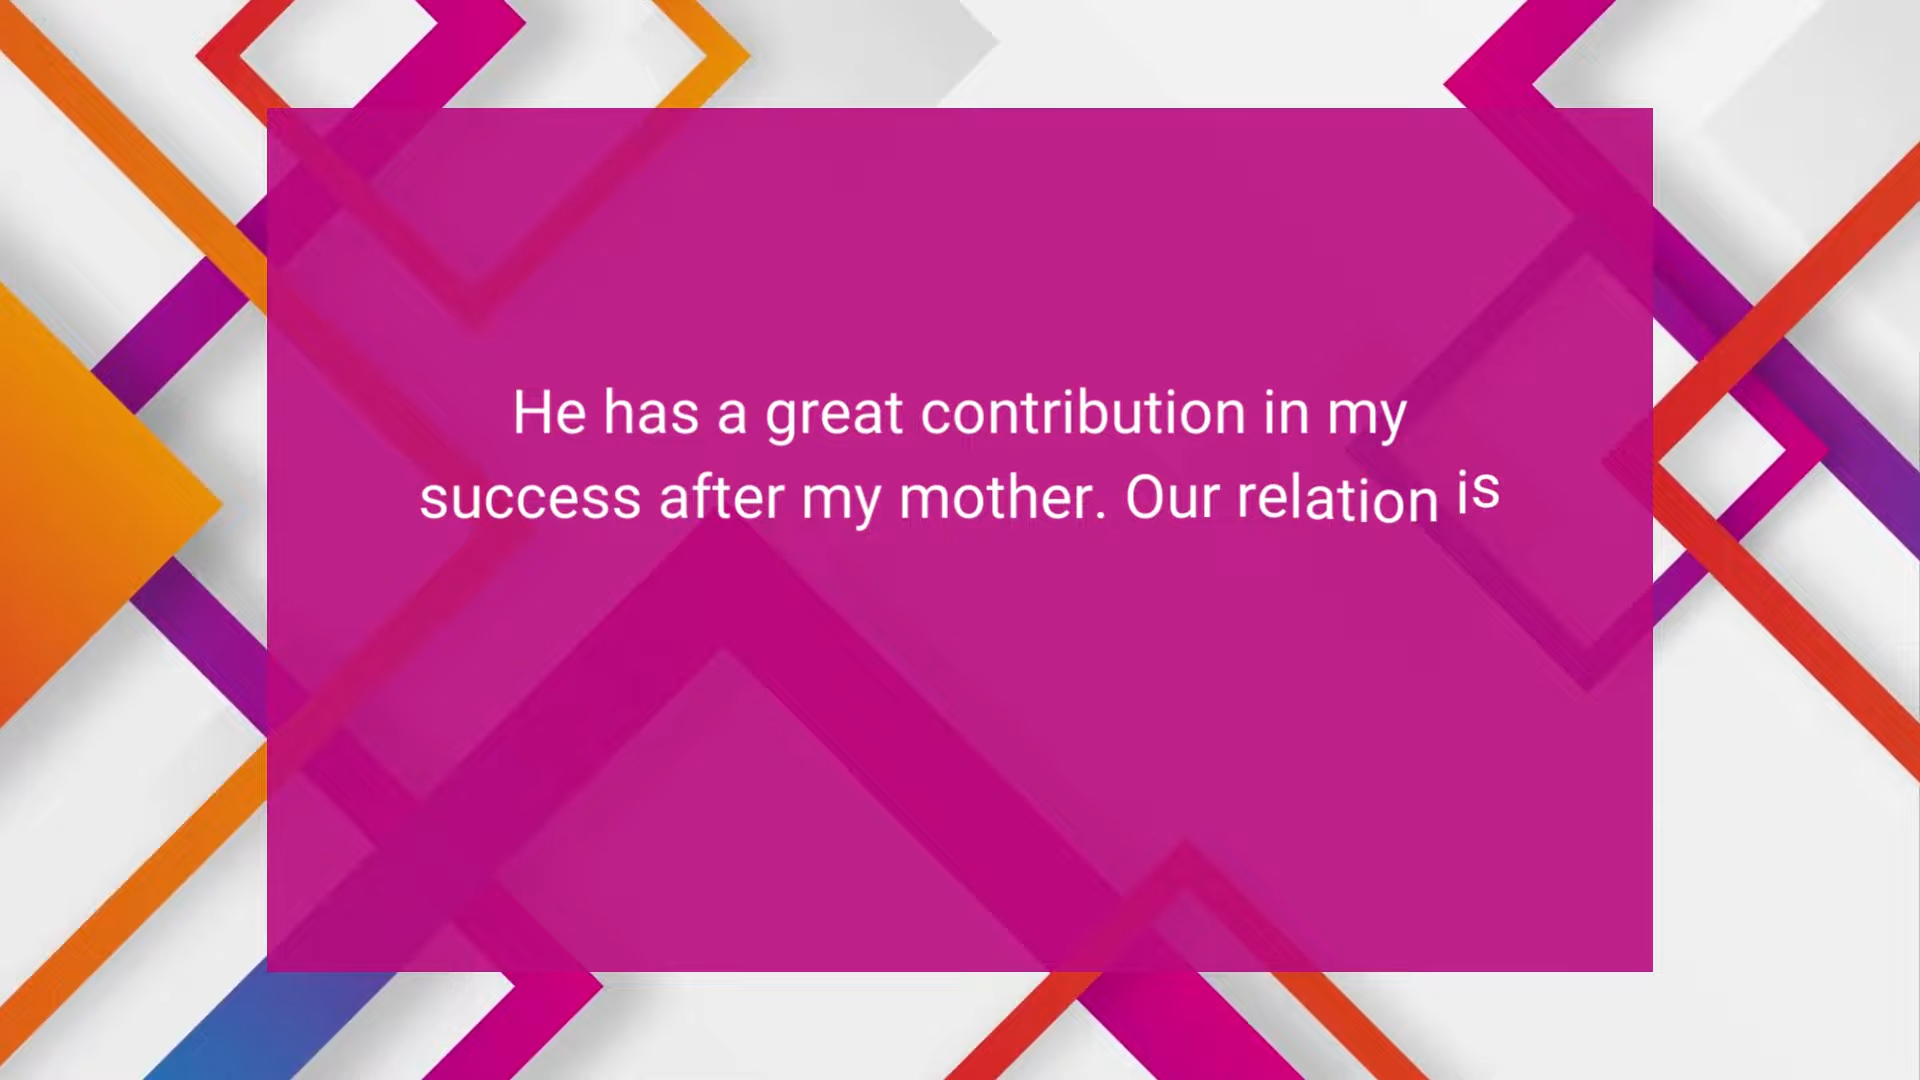 He has a great contribution in my
success after my mother. Our relation is